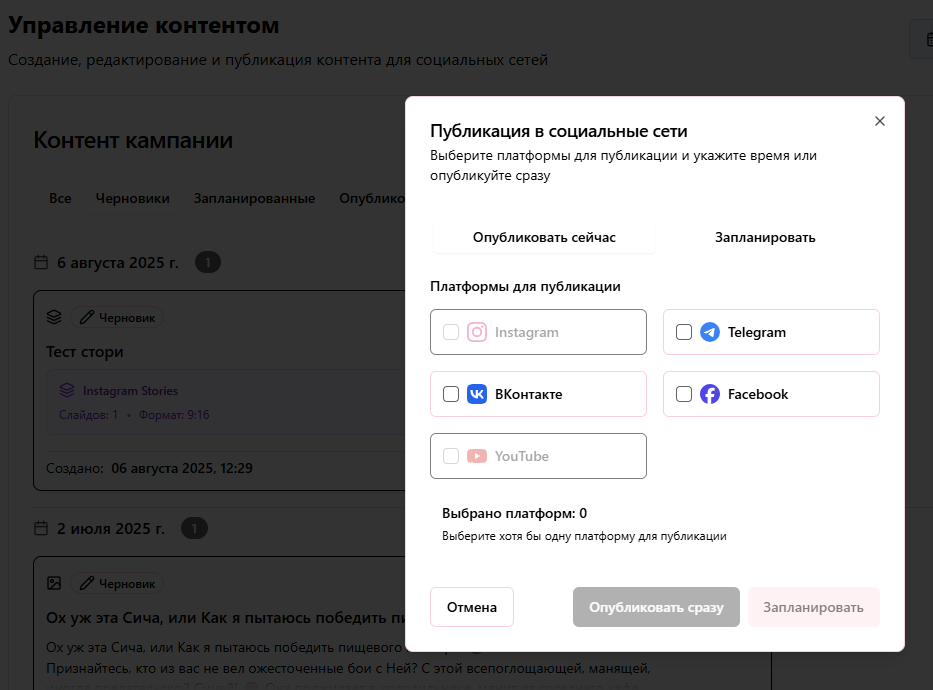 Управление контентом
Создание, редактирование и публикация контента для социальных сетей
Контент кампании
Все Черновики Запланированные Опублико
6 августа 2025 г. 1
Черновик
Тест стори
Instagram Stories
Слайдов: 1 • Формат: 9:16
Создано: 06 августа 2025, 12:29
2 июля 2025 г. 1
Черновик
Ох уж эта Сича, или Как я пытаюсь победить пи
Ох уж эта Сича, или Как я пытаюсь победить пищевого
Признайтесь, кто из вас не вел ожесточенные бои с Ней? С этой всепоглощающей, манящей,
Публикация в социальные сети
Выберите платформы для публикации и укажите время или
опубликуйте сразу
Опубликовать сейчас Запланировать
Платформы для публикации
Instagram Telegram
ВКонтакте Facebook
YouTube
Выбрано платформ: 0
Выберите хотя бы одну платформу для публикации
Отмена Опубликовать сразу Запланировать